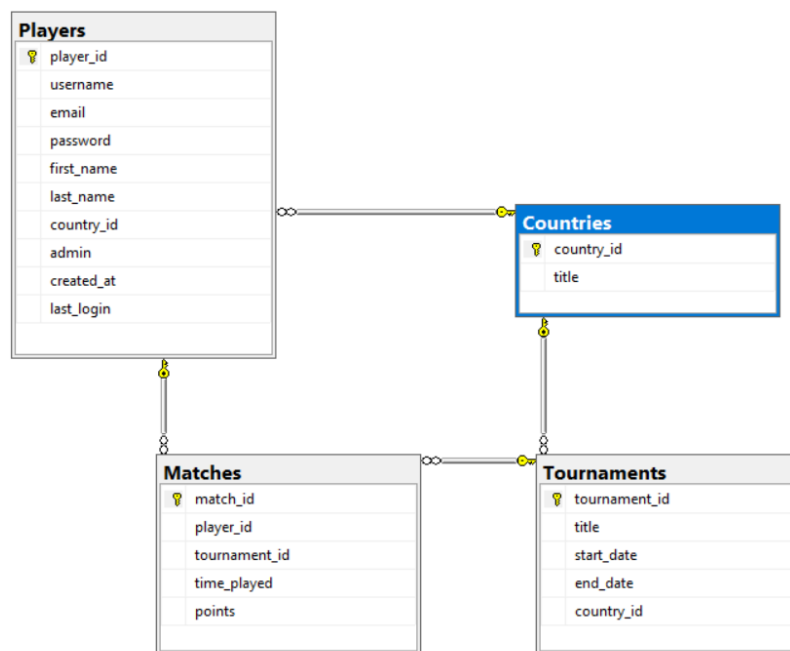 Players
player_id
username
email
password
first_name
last_name
country_id
admin
created_at
last_login
Countries
country_id
title
Matches
match_id
player_id
tournament_id
time_played
points
Tournaments
tournament_id
title
start_date
end_date
country_id